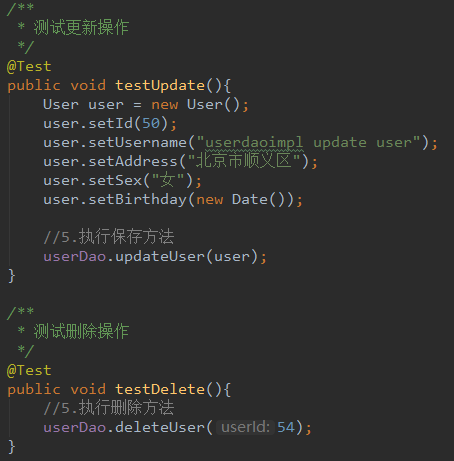 /**
 * 测试更新操作
 */
@Test
public void testUpdate(){
    User user = new User();
    user.setId(50);
    user.setUsername("userdaoimpl update user");
    user.setAddress("北京市顺义区");
    user.setSex("女");
    user.setBirthday(new Date());
    //5.执行保存方法
    userDao.updateUser(user);
}
/**
 * 测试删除操作
 */
@Test
public void testDelete(){
    //5.执行删除方法
    userDao.deleteUser( userId: 54);
}